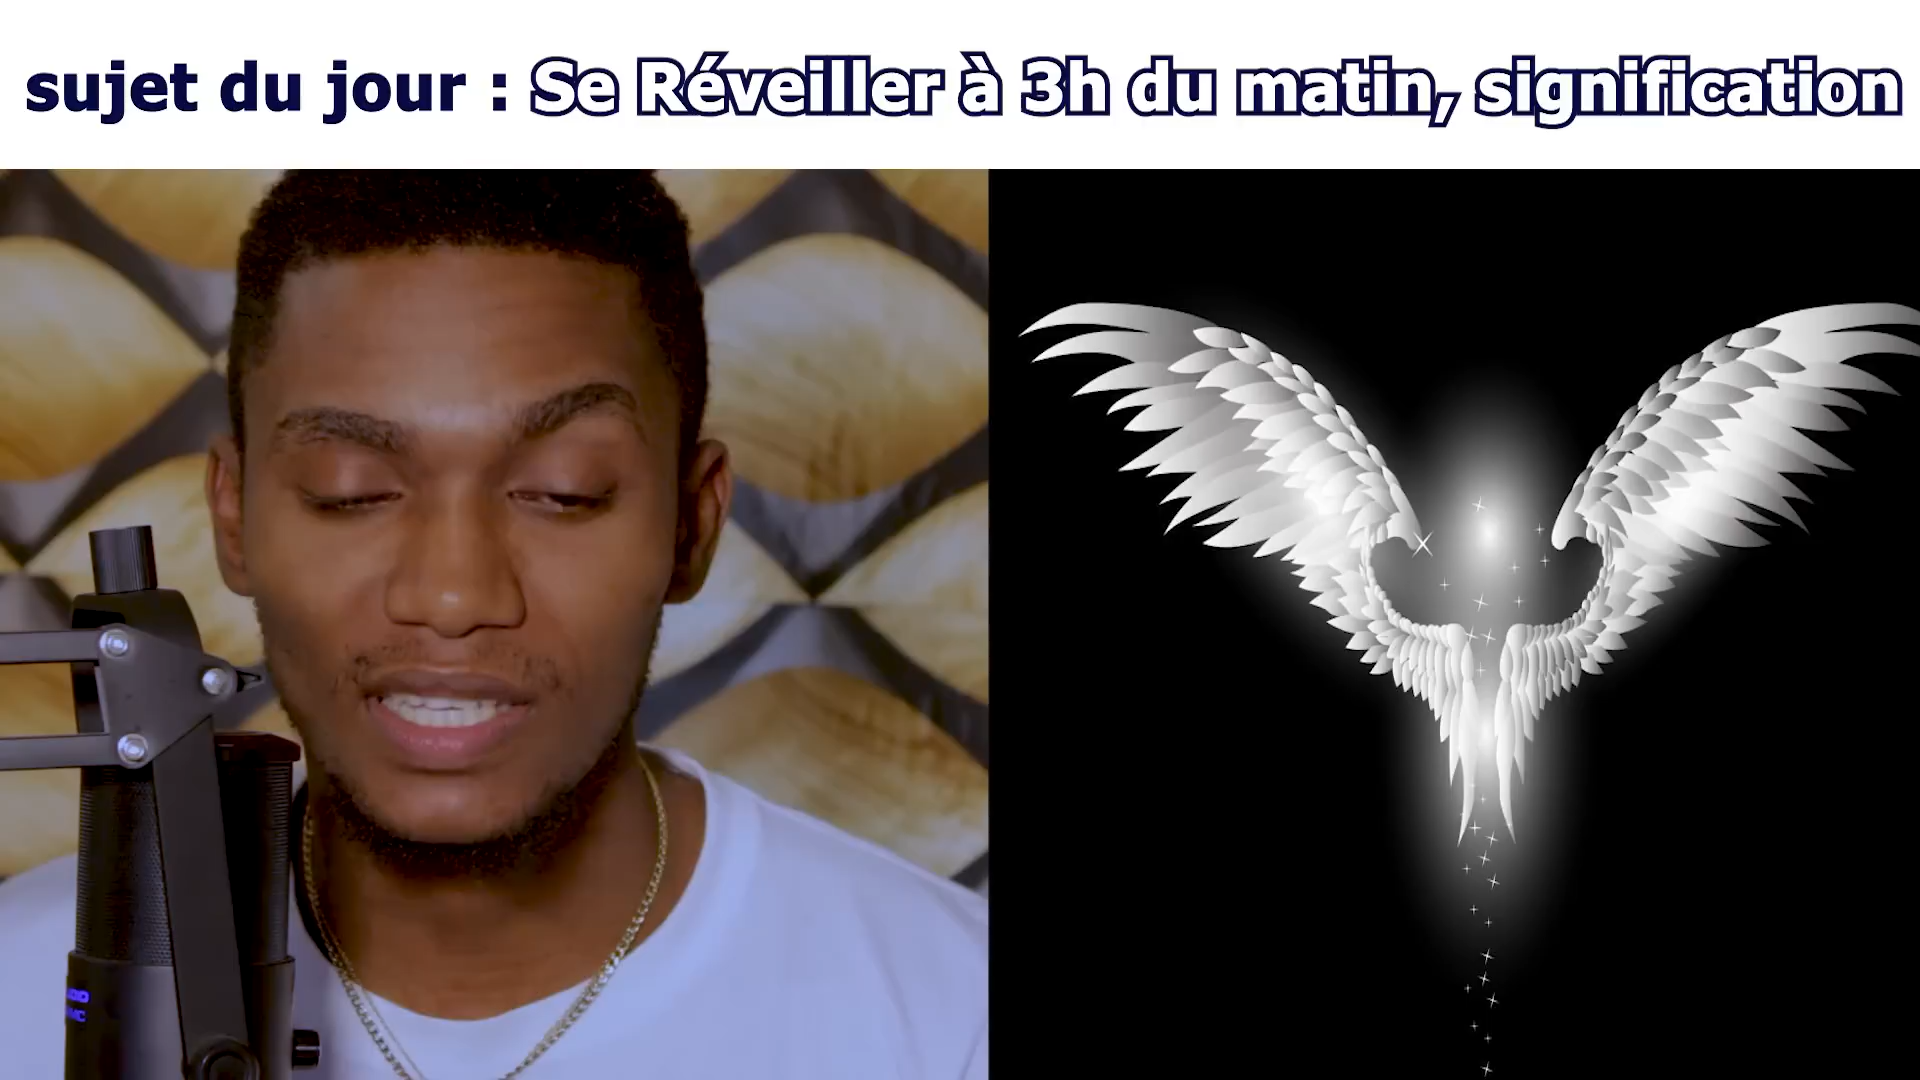 sujet du jour : Se Réveiller à 3h du matin, signification